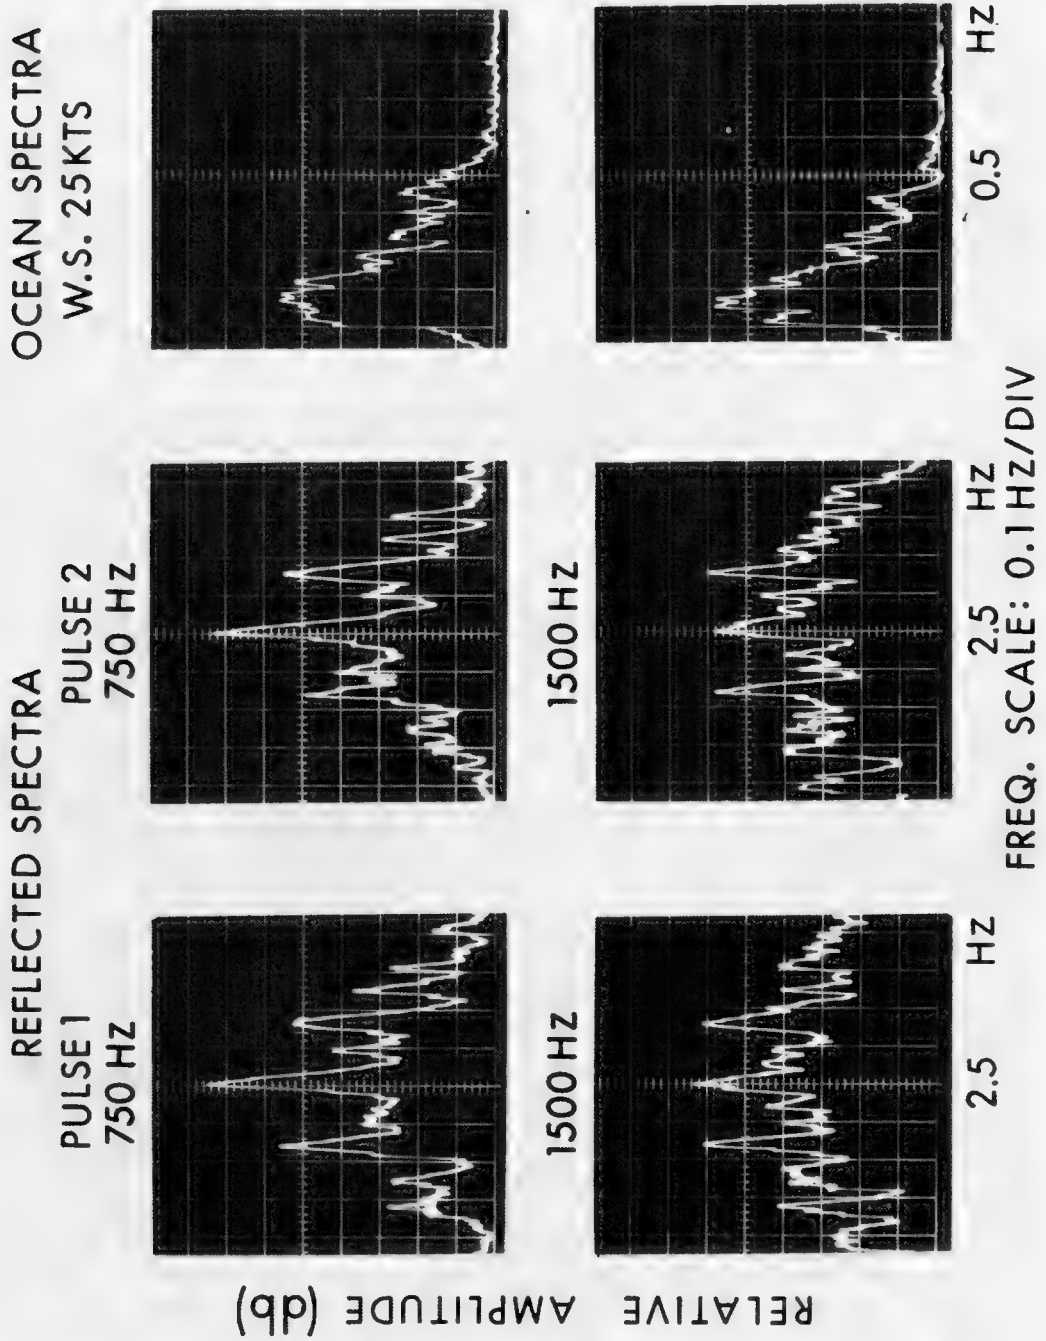 REFLECTED SPECTRA
OCEAN SPECTRA
PULSE 1
PULSE 2
W.S. 25KTS
750 HZ
750 HZ
1500 HZ
1500 HZ
RELATIVE AMPLITUDE (db)
2.5 HZ
2.5 HZ
0.5 HZ
FREQ. SCALE: 0.1 HZ/DIV